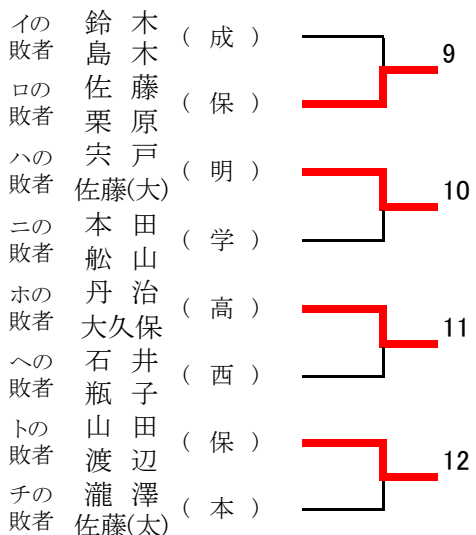 イの 鈴 木 ( 成 )
敗者 島 木
9
ロの 佐 藤 ( 保 )
敗者 栗 原
ハの 宍 戸 ( 明 )
敗者 佐藤(大)
10
ニの 本 田 ( 学 )
敗者 舩 山
ホの 丹 治 ( 高 )
敗者 大久保
11
への 石 井 ( 西 )
敗者 瓶 子
トの 山 田 ( 保 )
敗者 渡 辺
12
チの 瀧 澤 ( 本 )
敗者 佐藤(太)